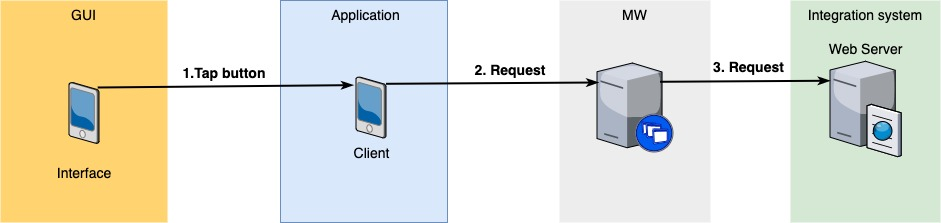 GUI
Application
MW
Integration system
Web Server
1.Tap button
2. Request
3. Request
Interface
Client